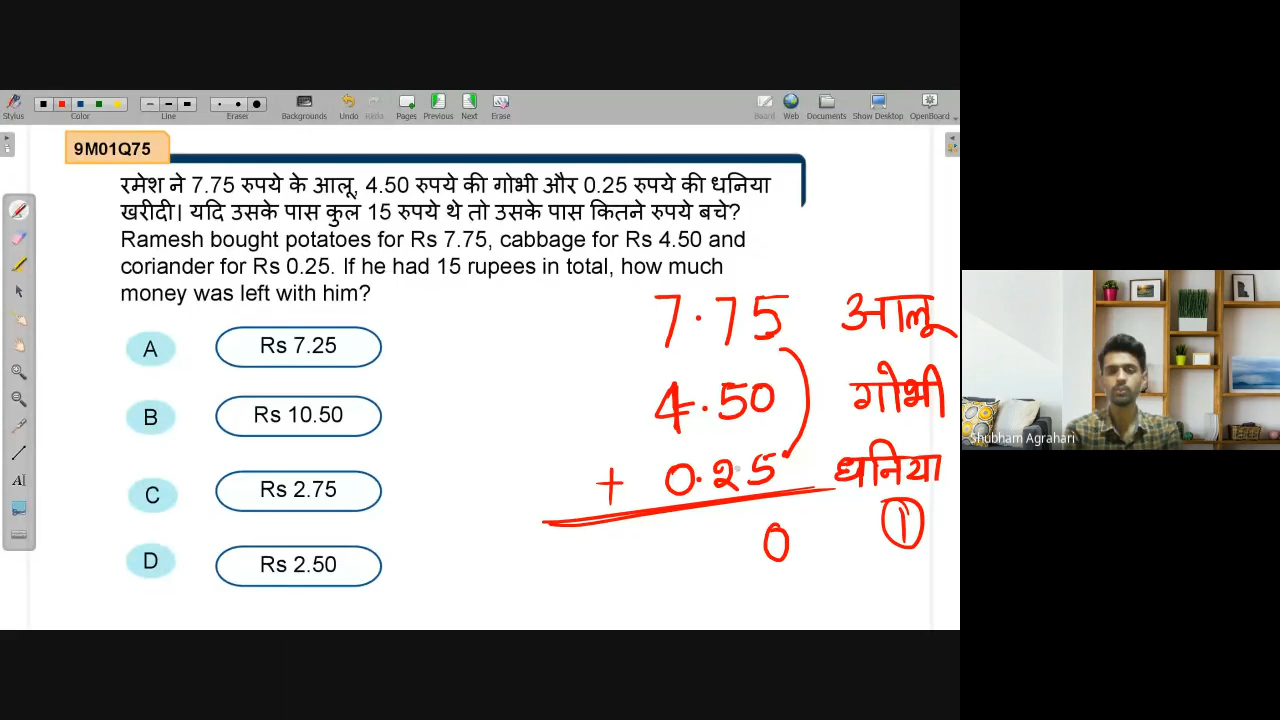 Stylus
Color
Line
Eraser
Backgrounds
Undo
Redo
Pages
Previous
Next
Erase
Board
Web
Documents
Show Desktop
OpenBoard
9M01Q75
रमेश ने 7.75 रुपये के आलू, 4.50 रुपये की गोभी और 0.25 रुपये की धनिया
खरीदी। यदि उसके पास कुल 15 रुपये थे तो उसके पास कितने रुपये बचे?
Ramesh bought potatoes for Rs 7.75, cabbage for Rs 4.50 and
coriander for Rs 0.25. If he had 15 rupees in total, how much
money was left with him?
A Rs 7.25
B Rs 10.50
C Rs 2.75
D Rs 2.50
7.75 आलू
4.50 गोभी
+ 0.25 धनिया
0 1
Shubham Agrahari